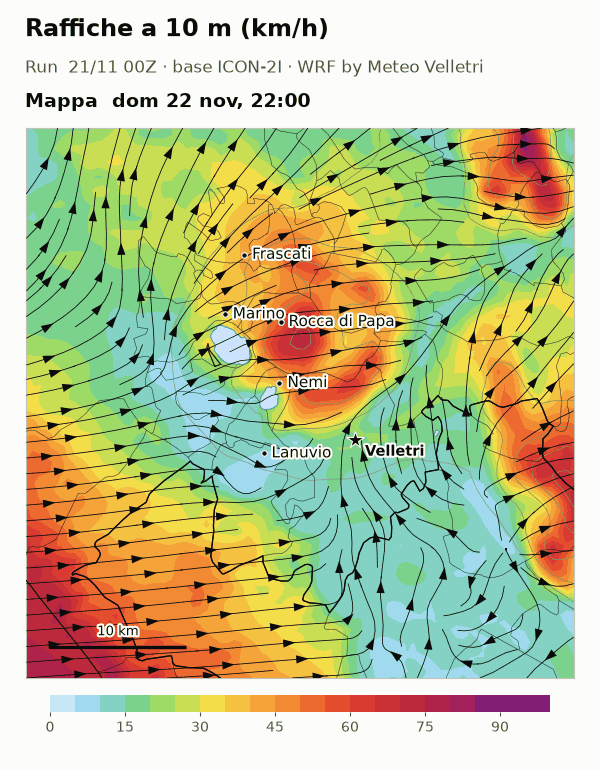 Raffiche a 10 m (km/h)
Run  21/11 00Z · base ICON-2I · WRF by Meteo Velletri
Mappa  dom 22 nov, 22:00
Frascati
Marino
Rocca di Papa
Nemi
Velletri
Lanuvio
10 km
0 15 30 45 60 75 90